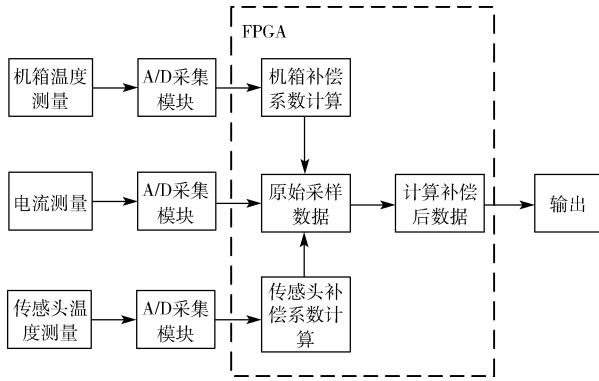 FPGA
机箱温度
测量
A/D采集
模块
机箱补偿
系数计算
电流测量
A/D采集
模块
原始采样
数据
计算补偿
后数据
输出
传感头温
度测量
A/D采集
模块
传感头补
偿系数计
算